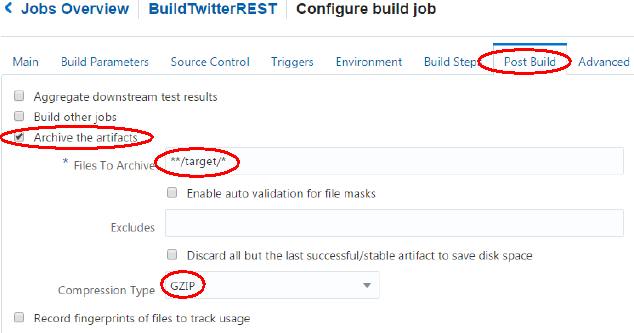 Jobs Overview BuildTwitterREST Configure build job
Main Build Parameters Source Control Triggers Environment Build Steps Post Build Advanced
Aggregate downstream test results
Build other jobs
Archive the artifacts
* Files To Archive **/target/*
Enable auto validation for file masks
Excludes
Discard all but the last successful/stable artifact to save disk space
Compression Type GZIP
Record fingerprints of files to track usage